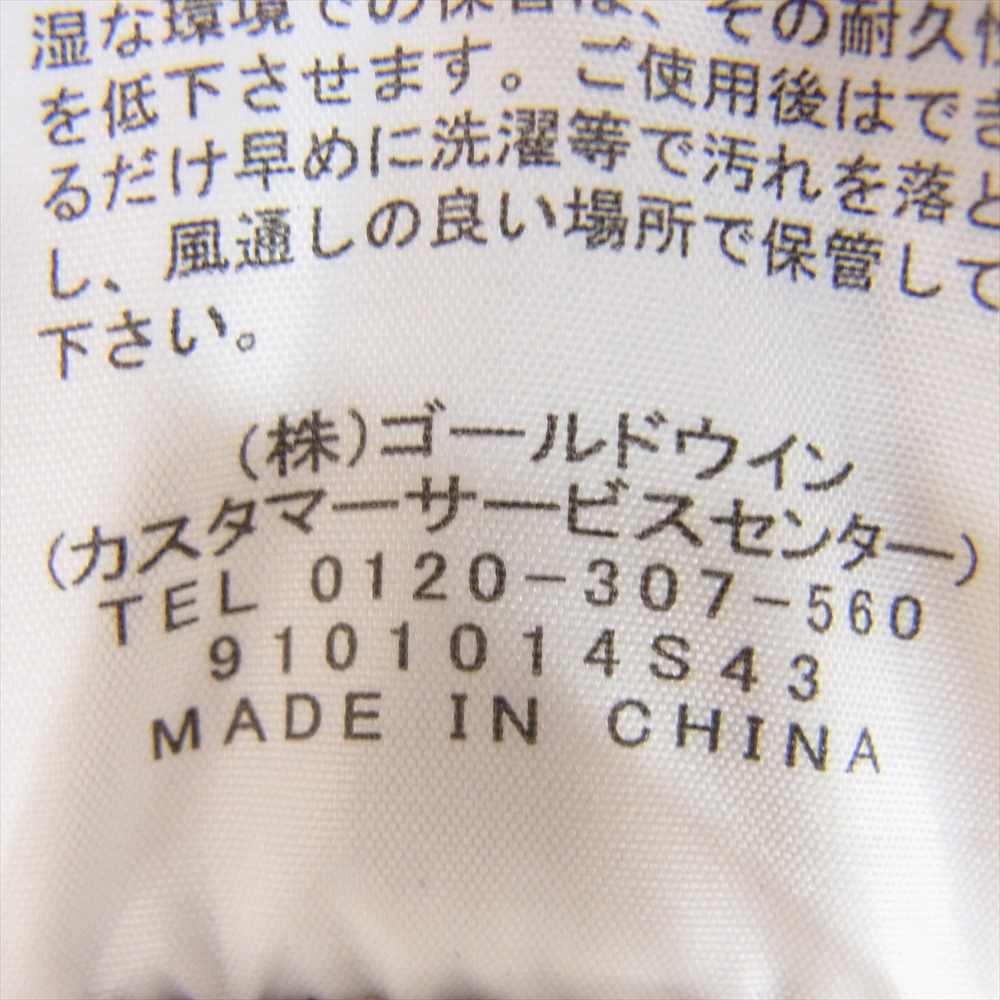 湿な環境での保管は、その耐久性
を低下させます。ご使用後はでき
るだけ早めに洗濯等で汚れを落と
し、風通しの良い場所で保管して
下さい。
(株)ゴールドウイン
(カスタマーサービスセンター)
TEL 0120-307-560
9101014S43
MADE IN CHINA